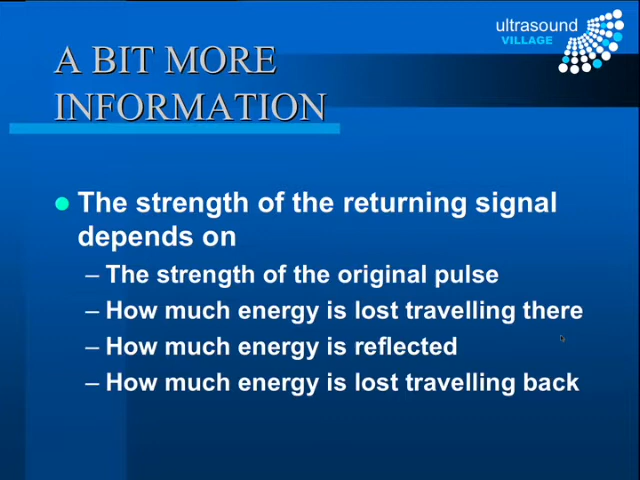 ultrasound
VILLAGE
A BIT MORE
INFORMATION
The strength of the returning signal
depends on
– The strength of the original pulse
– How much energy is lost travelling there
– How much energy is reflected
– How much energy is lost travelling back